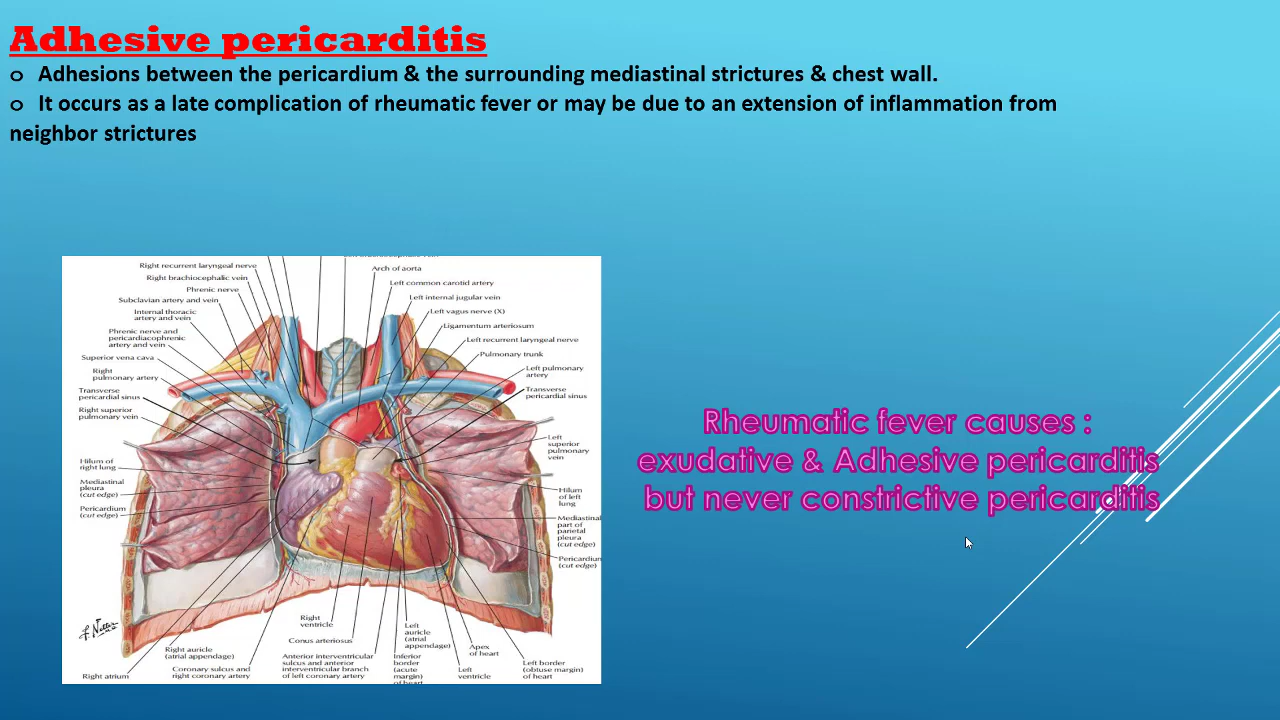 Adhesive pericarditis
o Adhesions between the pericardium & the surrounding mediastinal strictures & chest wall.
o It occurs as a late complication of rheumatic fever or may be due to an extension of inflammation from
neighbor strictures
Right recurrent laryngeal nerve
Right brachiocephalic vein
Phrenic nerve
Subclavian artery and vein
Internal thoracic
artery and vein
Phrenic nerve and
pericardiacophrenic
artery and vein
Superior vena cava
Right
pulmonary artery
Transverse
pericardial sinus
Right superior
pulmonary vein
Hilum of
right lung
Mediastinal
pleura
(cut edge)
Pericardium
(cut edge)
Arch of aorta
Left common carotid artery
Left internal jugular vein
Left vagus nerve (X)
Ligamentum arteriosum
Left recurrent laryngeal nerve
Pulmonary trunk
Left pulmonary
artery
Transverse
pericardial sinus
Left
superior
pulmonary
vein
Hilum
of left
lung
Mediastinal
part of
parietal
pleura
(cut edge)
Pericardium
(cut edge)
Right
ventricle
Conus arteriosus
Right auricle
(atrial appendage)
Coronary sulcus and
right coronary artery
Right atrium
Anterior interventricular
sulcus and anterior
interventricular branch
of left coronary artery
Left
auricle
(atrial
appendage)
Inferior
border
(acute
margin)
of heart
Apex
of heart
Left
ventricle
Left border
(obtuse margin)
of heart
Rheumatic fever causes :
exudative & Adhesive pericarditis
but never constrictive pericarditis